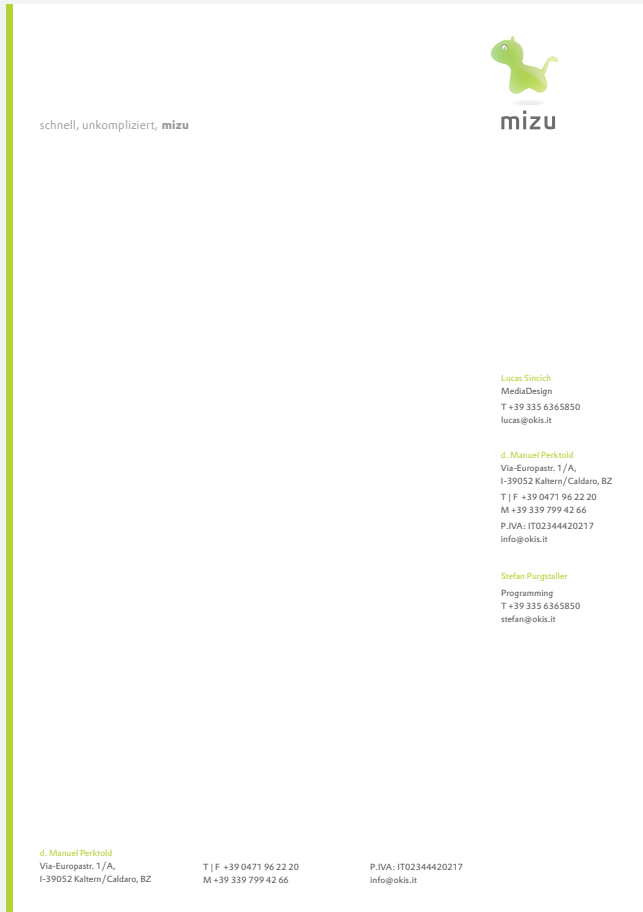 schnell, unkompliziert, mizu
mizu
Lucas Sincich
MediaDesign
T +39 335 6365850
lucas@okis.it
d. Manuel Perktold
Via-Europastr. 1/A,
I-39052 Kaltern/Caldaro, BZ
T | F +39 0471 96 22 20
M +39 339 799 42 66
P.IVA: IT02344420217
info@okis.it
Stefan Purgstaller
Programming
T +39 335 6365850
stefan@okis.it
d. Manuel Perktold
Via-Europastr. 1/A,
I-39052 Kaltern/Caldaro, BZ
T | F +39 0471 96 22 20
M +39 339 799 42 66
P.IVA: IT02344420217
info@okis.it